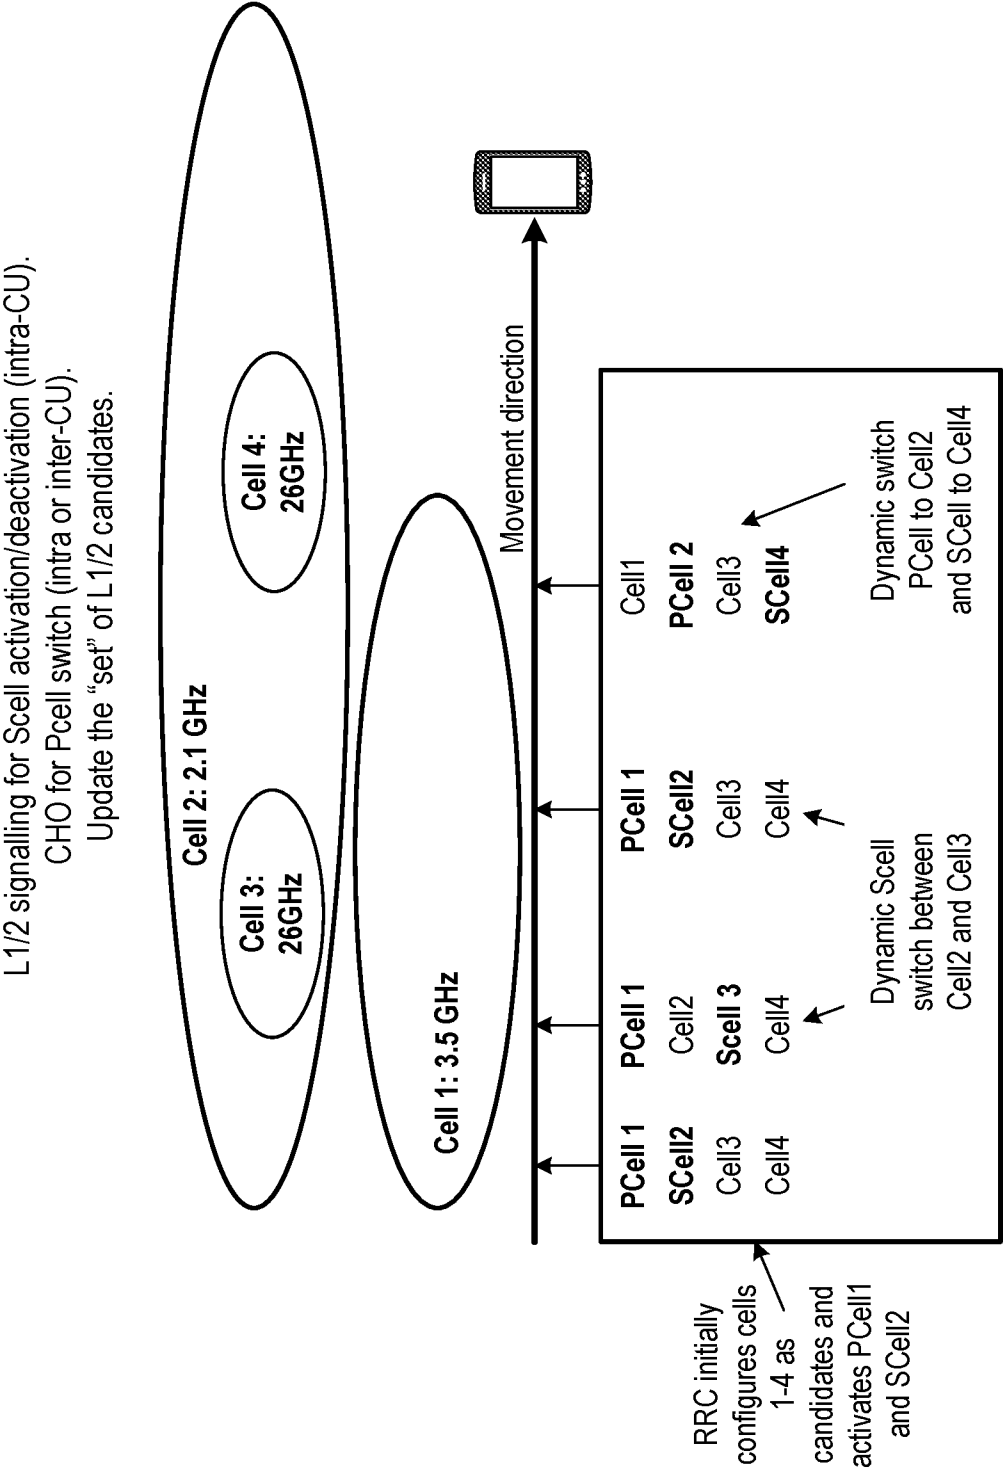 L1/2 signalling for Scell activation/deactivation (intra-CU).
CHO for Pcell switch (intra or inter-CU).
Update the “set” of L1/2 candidates.
Cell 2: 2.1 GHz
Cell 3:
26GHz
Cell 4:
26GHz
Cell 1: 3.5 GHz
Movement direction
RRC initially
configures cells
1-4 as
candidates and
activates PCell1
and SCell2
PCell 1
SCell2
Cell3
Cell4
PCell 1
Cell2
Scell 3
Cell4
PCell 1
SCell2
Cell3
Cell4
Cell1
PCell 2
Cell3
SCell4
Dynamic Scell
switch between
Cell2 and Cell3
Dynamic switch
PCell to Cell2
and SCell to Cell4